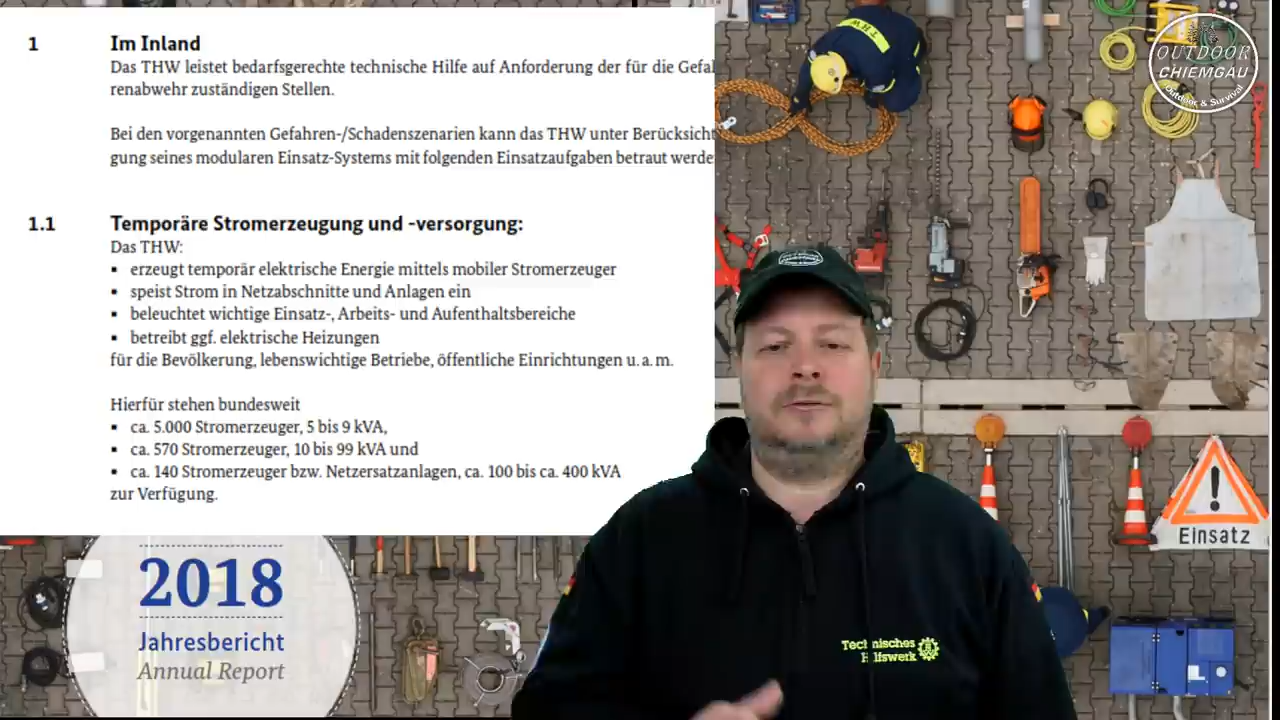 1 Im Inland
Das THW leistet bedarfsgerechte technische Hilfe auf Anforderung der für die Gefal
renabwehr zuständigen Stellen.
Bei den vorgenannten Gefahren-/Schadenszenarien kann das THW unter Berücksicht
gung seines modularen Einsatz-Systems mit folgenden Einsatzaufgaben betraut werde
1.1 Temporäre Stromerzeugung und -versorgung:
Das THW:
▪ erzeugt temporär elektrische Energie mittels mobiler Stromerzeuger
▪ speist Strom in Netzabschnitte und Anlagen ein
▪ beleuchtet wichtige Einsatz-, Arbeits- und Aufenthaltsbereiche
▪ betreibt ggf. elektrische Heizungen
für die Bevölkerung, lebenswichtige Betriebe, öffentliche Einrichtungen u. a. m.
Hierfür stehen bundesweit
▪ ca. 5.000 Stromerzeuger, 5 bis 9 kVA,
▪ ca. 570 Stromerzeuger, 10 bis 99 kVA und
▪ ca. 140 Stromerzeuger bzw. Netzersatzanlagen, ca. 100 bis ca. 400 kVA
zur Verfügung.
2018
Jahresbericht
Annual Report
THW
OUTDOOR
CHIEMGAU
Outdoor & Survival
Einsatz
Technisches
Hilfswerk